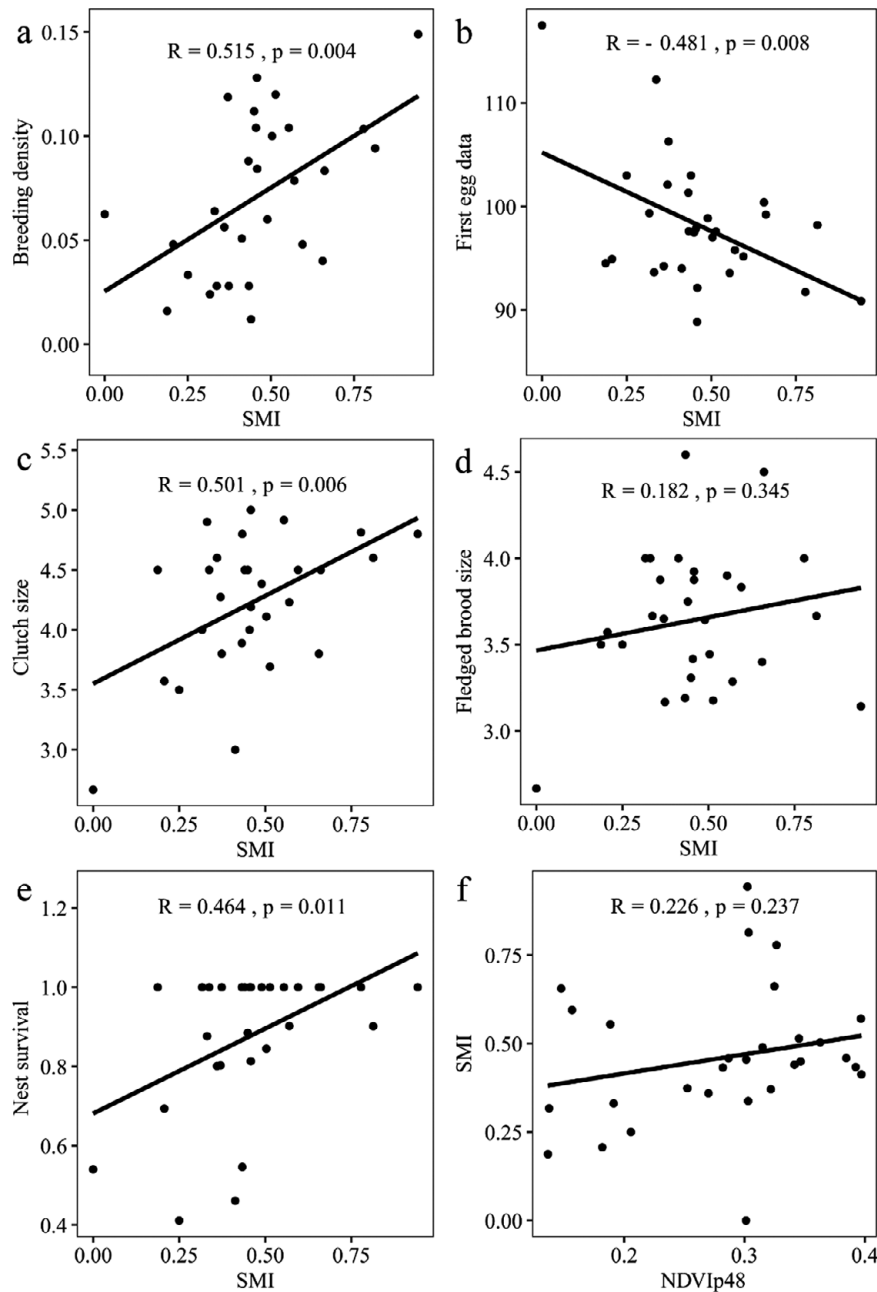 a
R = 0.515 , p = 0.004
Breeding density
0.15
0.10
0.05
0.00
0.00 0.25 0.50 0.75
SMI
b
R = - 0.481 , p = 0.008
First egg data
110
100
90
0.00 0.25 0.50 0.75
SMI
c
R = 0.501 , p = 0.006
Clutch size
5.5
5.0
4.5
4.0
3.5
3.0
0.00 0.25 0.50 0.75
SMI
d
R = 0.182 , p = 0.345
Fledged brood size
4.5
4.0
3.5
3.0
0.00 0.25 0.50 0.75
SMI
e
R = 0.464 , p = 0.011
Nest survival
1.2
1.0
0.8
0.6
0.4
0.00 0.25 0.50 0.75
SMI
f
R = 0.226 , p = 0.237
SMI
0.75
0.50
0.25
0.00
0.2 0.3 0.4
NDVIp48